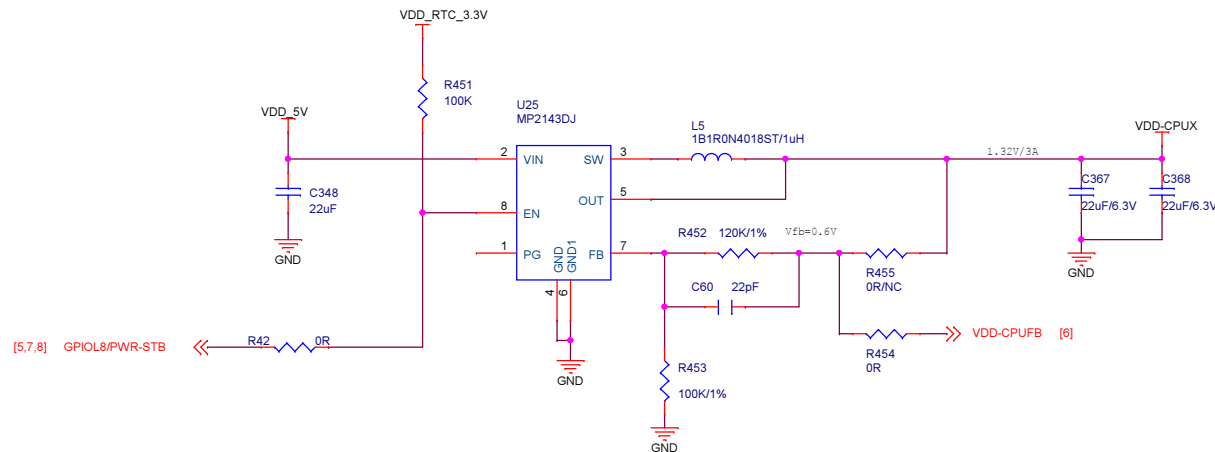 VDD_RTC_3.3V
R451
100K
VDD_5V
U25
MP2143DJ
L5
1B1R0N4018ST/1uH
VDD-CPUX
2
VIN
SW
3
1.32V/3A
C348
22uF
OUT
5
C367
22uF/6.3V
C368
22uF/6.3V
8
EN
GND
1
PG
GND
GND1
FB
7
R452
120K/1%
Vfb=0.6V
R455
0R/NC
GND
4
6
C60
22pF
[5,7,8]
GPIOL8/PWR-STB
R42
0R
VDD-CPUFB
[6]
R454
0R
GND
R453
100K/1%
GND